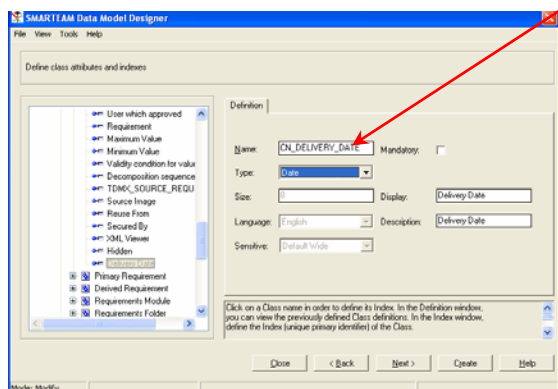 SMARTEAM Data Model Designer
File View Tools Help
Define class attributes and indexes
User which approved
Requirement
Maximum Value
Minimum Value
Validity condition for value
Decomposition sequence
TDMX_SOURCE_REQU
Source Image
Reuse From
Secured By
XML Viewer
Hidden
Delivery Date
Primary Requirement
Derived Requirement
Requirements Module
Requirements Folder
Definition
Name: CN_DELIVERY_DATE Mandatory:
Type: Date
Size: 0 Display: Delivery Date
Language: English Description: Delivery Date
Sensitive: Default Wide
Click on a Class name in order to define its Index. In the Definition window,
you can view the previously defined Class definitions. In the Index window,
define the Index (unique primary identifier) of the Class.
Close < Back Next > Create Help
Mode: Modify